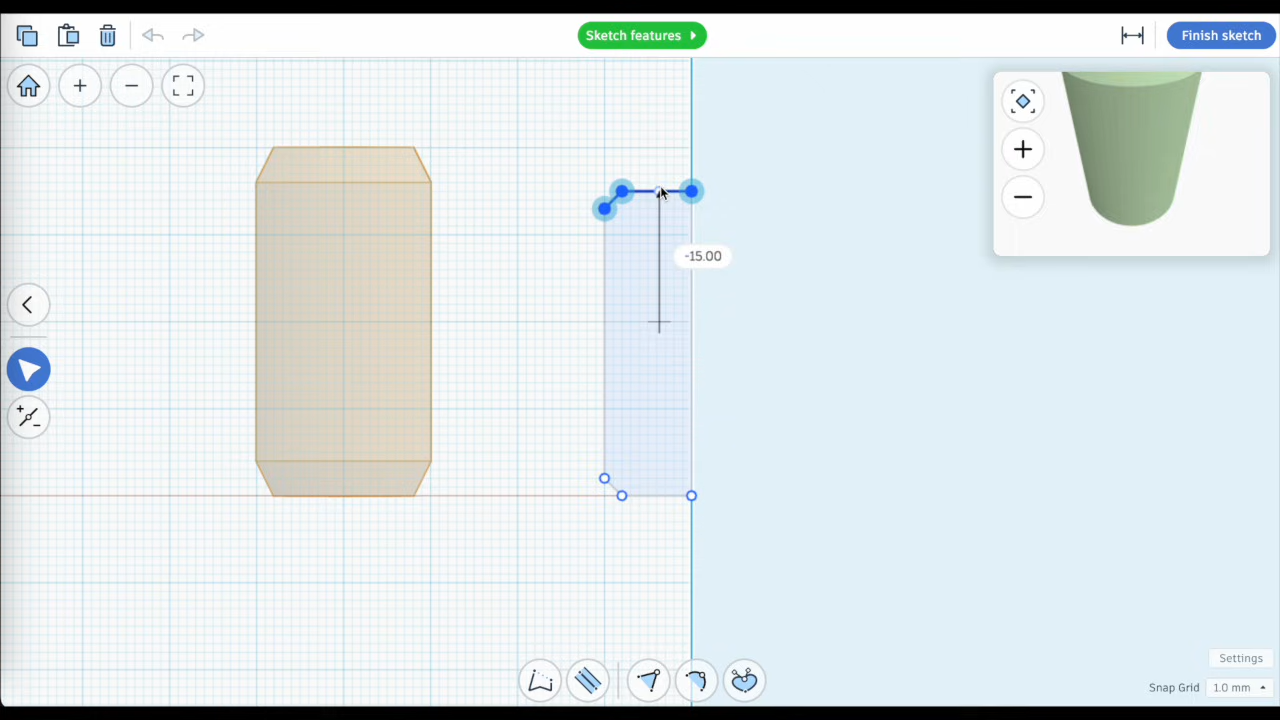 Sketch features
Finish sketch
-15.00
Settings
Snap Grid 1.0 mm